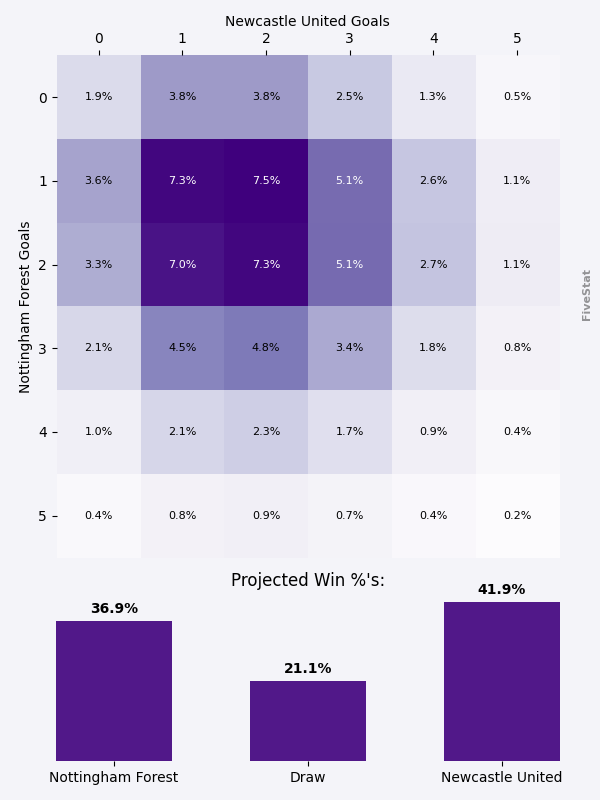 Newcastle United Goals
0 1 2 3 4 5
Nottingham Forest Goals
0 1.9% 3.8% 3.8% 2.5% 1.3% 0.5%
1 3.6% 7.3% 7.5% 5.1% 2.6% 1.1%
2 3.3% 7.0% 7.3% 5.1% 2.7% 1.1%
3 2.1% 4.5% 4.8% 3.4% 1.8% 0.8%
4 1.0% 2.1% 2.3% 1.7% 0.9% 0.4%
5 0.4% 0.8% 0.9% 0.7% 0.4% 0.2%
FiveStat
Projected Win %'s:
36.9% 21.1% 41.9%
Nottingham Forest Draw Newcastle United